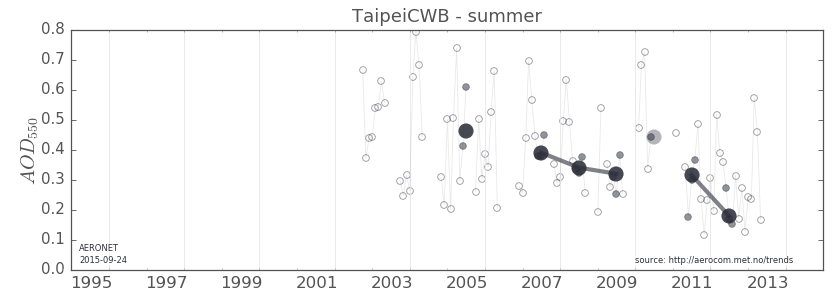 TaipeiCWB - summer
0.8
0.7
0.6
0.5
0.4
0.3
0.2
0.1
0.0
AOD550
AERONET
2015-09-24
source: http://aerocom.met.no/trends
1995 1997 1999 2001 2003 2005 2007 2009 2011 2013